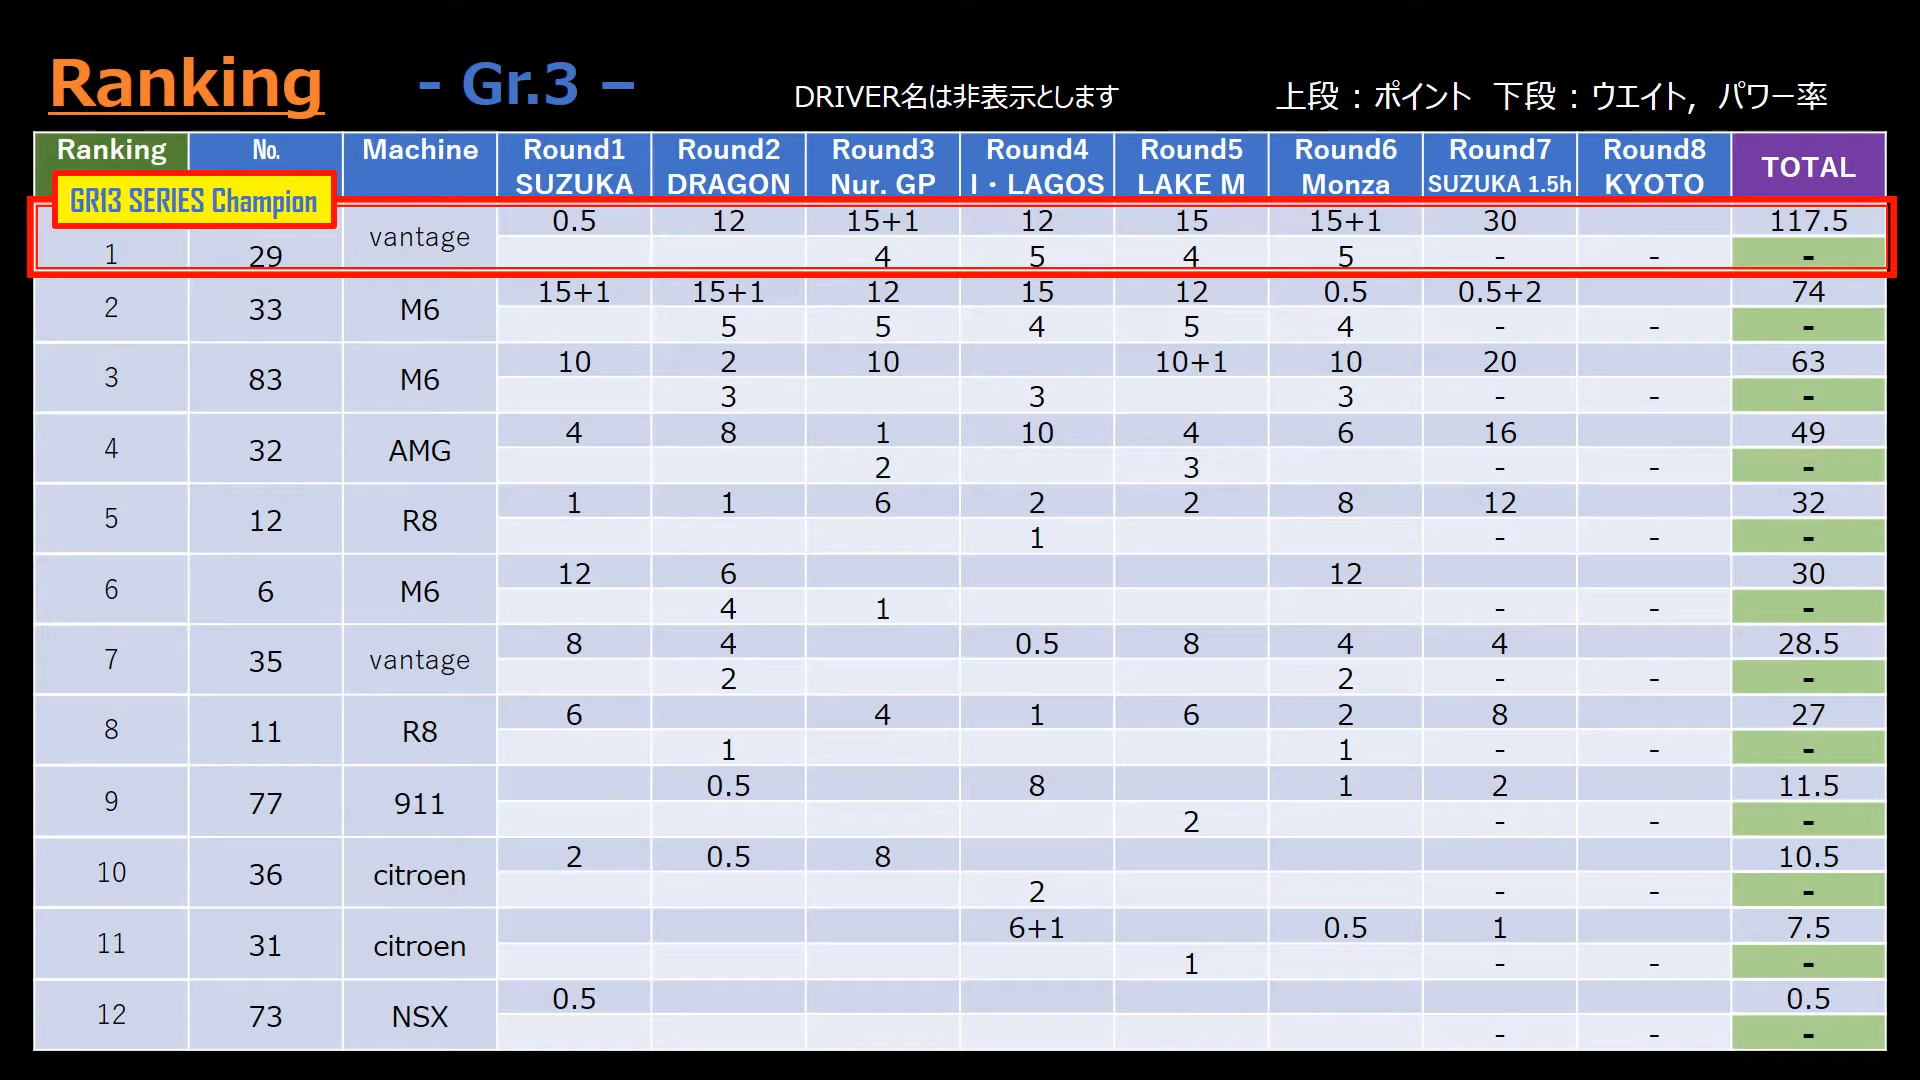 Ranking - Gr.3 – DRIVER名は非表示とします 上段：ポイント 下段：ウエイト, パワー率
Ranking No. Machine Round1 Round2 Round3 Round4 Round5 Round6 Round7 Round8 TOTAL
SUZUKA DRAGON Nur. GP I・LAGOS LAKE M Monza SUZUKA 1.5h KYOTO
GR13 SERIES Champion
1 29 vantage 0.5 12 15+1 12 15 15+1 30 117.5
4 5 4 5 - - -
2 33 M6 15+1 15+1 12 15 12 0.5 0.5+2 74
5 5 4 5 4 - - -
3 83 M6 10 2 10 10+1 10 20 63
3 3 3 - - -
4 32 AMG 4 8 1 10 4 6 16 49
2 3 - - -
5 12 R8 1 1 6 2 2 8 12 32
1 - - -
6 6 M6 12 6 12 30
4 1 - - -
7 35 vantage 8 4 0.5 8 4 4 28.5
2 2 - - -
8 11 R8 6 4 1 6 2 8 27
1 1 - - -
9 77 911 0.5 8 1 2 11.5
2 - - -
10 36 citroen 2 0.5 8 10.5
2 - - -
11 31 citroen 6+1 0.5 1 7.5
1 - - -
12 73 NSX 0.5 0.5
- - -